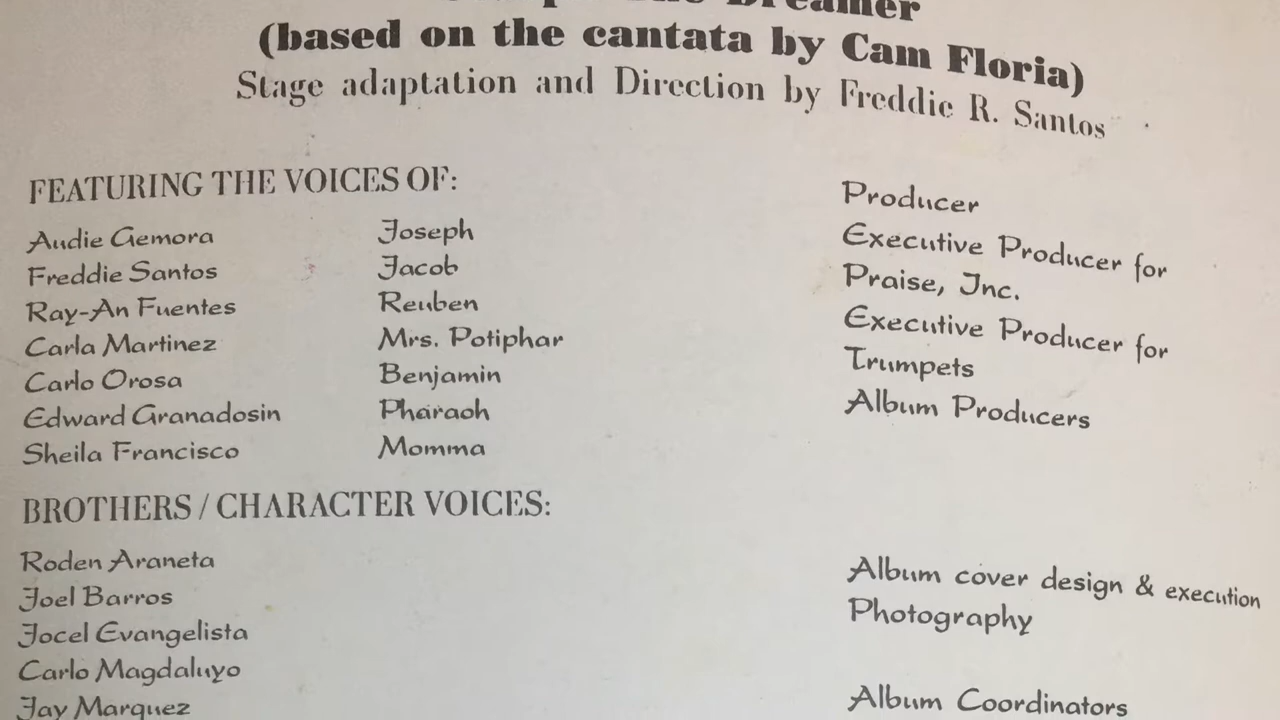 the Dreamer
(based on the cantata by Cam Floria)
Stage adaptation and Direction by Freddie R. Santos
FEATURING THE VOICES OF:
Audie Gemora Joseph
Freddie Santos Jacob
Ray-An Fuentes Reuben
Carla Martinez Mrs. Potiphar
Carlo Orosa Benjamin
Edward Granadosin Pharaoh
Sheila Francisco Momma
BROTHERS / CHARACTER VOICES:
Roden Araneta
Joel Barros
Jocel Evangelista
Carlo Magdaluyo
Jay Marquez
Producer
Executive Producer for
Praise, Inc.
Executive Producer for
Trumpets
Album Producers
Album cover design & execution
Photography
Album Coordinators